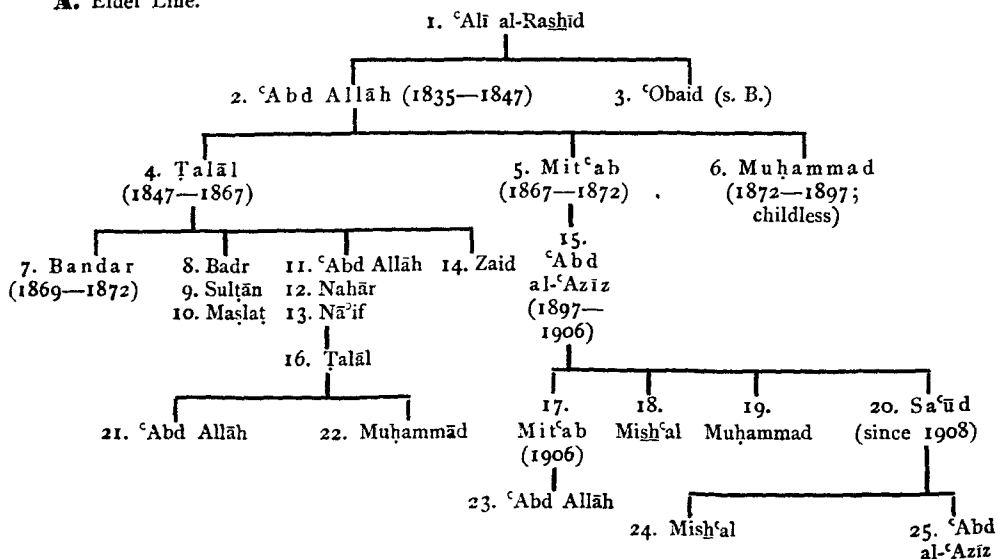 A. Elder Line.
1. ʿAlī al-Rashīd
2. ʿAbd Allāh (1835—1847)
3. ʿObaid (s. B.)
4. Ṭalāl
(1847—1867)
5. Mitʿab
(1867—1872)
6. Muḥammad
(1872—1897;
childless)
7. Bandar
(1869—1872)
8. Badr
9. Sulṭān
10. Maṣlaṭ
11. ʿAbd Allāh
12. Nahār
13. Nāʾif
14. Zaid
15.
ʿAbd
al-ʿAzīz
(1897—
1906)
16. Ṭalāl
17.
Mitʿab
(1906)
18.
Mishʿal
19.
Muḥammad
20. Saʿūd
(since 1908)
21. ʿAbd Allāh
22. Muḥammād
23. ʿAbd Allāh
24. Mishʿal
25. ʿAbd
al-ʿAzīz